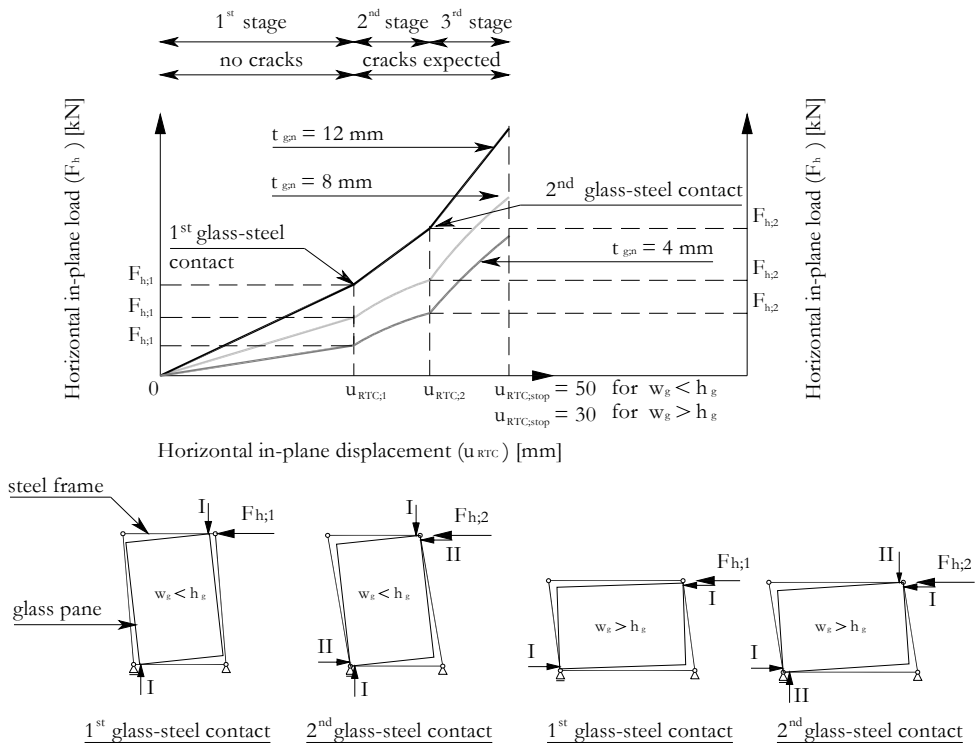 1st stage 2nd stage 3rd stage
no cracks cracks expected
Horizontal in-plane load (Fh) [kN]
Horizontal in-plane load (Fh) [kN]
t g;n = 12 mm
t g;n = 8 mm
2nd glass-steel contact
1st glass-steel
contact
t g;n = 4 mm
Fh;1
Fh;1
Fh;1
Fh;2
Fh;2
Fh;2
0 uRTC;1 uRTC;2 uRTC;stop = 50 for wg < hg
uRTC;stop = 30 for wg > hg
Horizontal in-plane displacement (uRTC) [mm]
steel frame
glass pane
I Fh;1
wg < hg
I
1st glass-steel contact
I Fh;2
II
wg < hg
II
I
2nd glass-steel contact
Fh;1
I
wg > hg
I
1st glass-steel contact
II Fh;2
I
wg > hg
I
II
2nd glass-steel contact